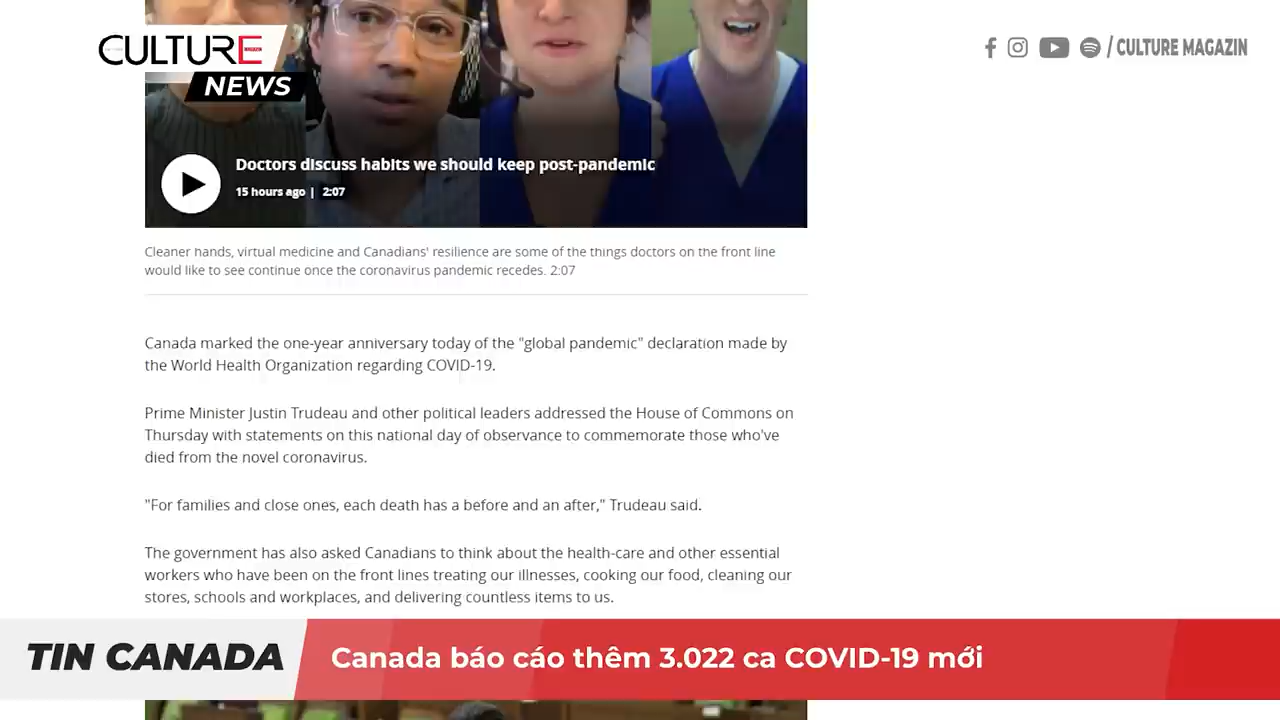 CULTURE
MAGAZIN
NEWS
/ CULTURE MAGAZIN
Doctors discuss habits we should keep post-pandemic
15 hours ago | 2:07
Cleaner hands, virtual medicine and Canadians' resilience are some of the things doctors on the front line
would like to see continue once the coronavirus pandemic recedes. 2:07
Canada marked the one-year anniversary today of the "global pandemic" declaration made by
the World Health Organization regarding COVID-19.
Prime Minister Justin Trudeau and other political leaders addressed the House of Commons on
Thursday with statements on this national day of observance to commemorate those who've
died from the novel coronavirus.
"For families and close ones, each death has a before and an after," Trudeau said.
The government has also asked Canadians to think about the health-care and other essential
workers who have been on the front lines treating our illnesses, cooking our food, cleaning our
stores, schools and workplaces, and delivering countless items to us.
TIN CANADA
Canada báo cáo thêm 3.022 ca COVID-19 mới